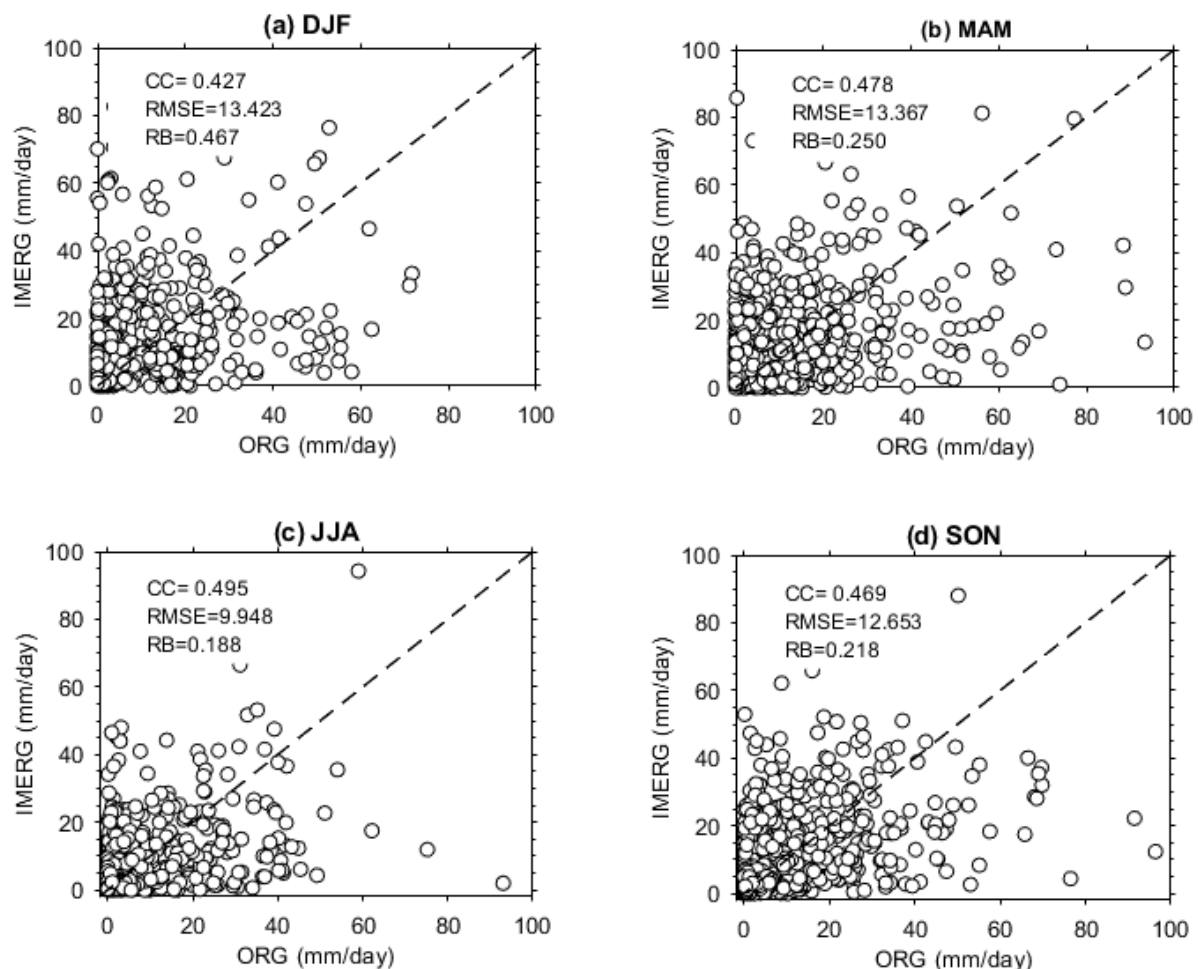 (a) DJF
100
80
60
40
20
0
IMERG (mm/day)
CC= 0.427
RMSE=13.423
RB=0.467
0 20 40 60 80 100
ORG (mm/day)
(b) MAM
100
80
60
40
20
0
IMERG (mm/day)
CC= 0.478
RMSE=13.367
RB=0.250
0 20 40 60 80 100
ORG (mm/day)
(c) JJA
100
80
60
40
20
0
IMERG (mm/day)
CC= 0.495
RMSE=9.948
RB=0.188
0 20 40 60 80 100
ORG (mm/day)
(d) SON
100
80
60
40
20
0
IMERG (mm/day)
CC= 0.469
RMSE=12.653
RB=0.218
0 20 40 60 80 100
ORG (mm/day)